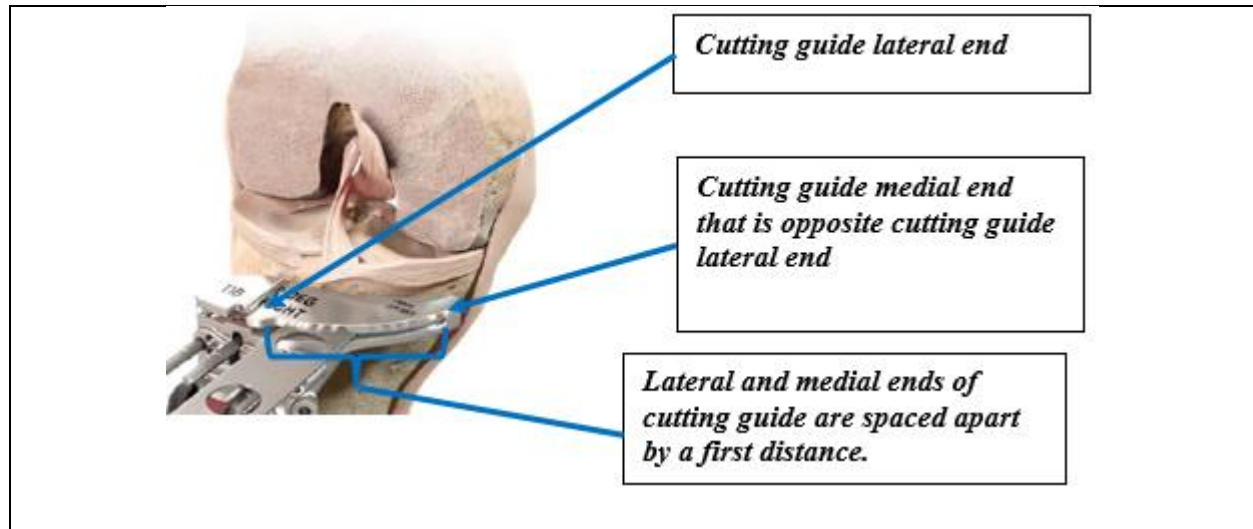 Cutting guide lateral end
Cutting guide medial end
that is opposite cutting guide
lateral end
TIB
Lateral and medial ends of
cutting guide are spaced apart
by a first distance.